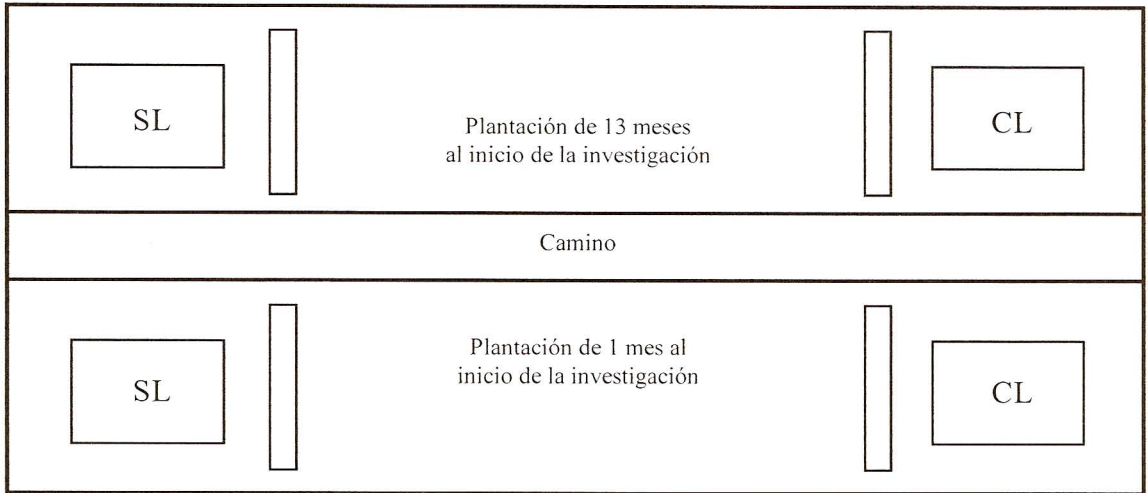 SL
Plantación de 13 meses
al inicio de la investigación
CL
Camino
SL
Plantación de 1 mes al
inicio de la investigación
CL